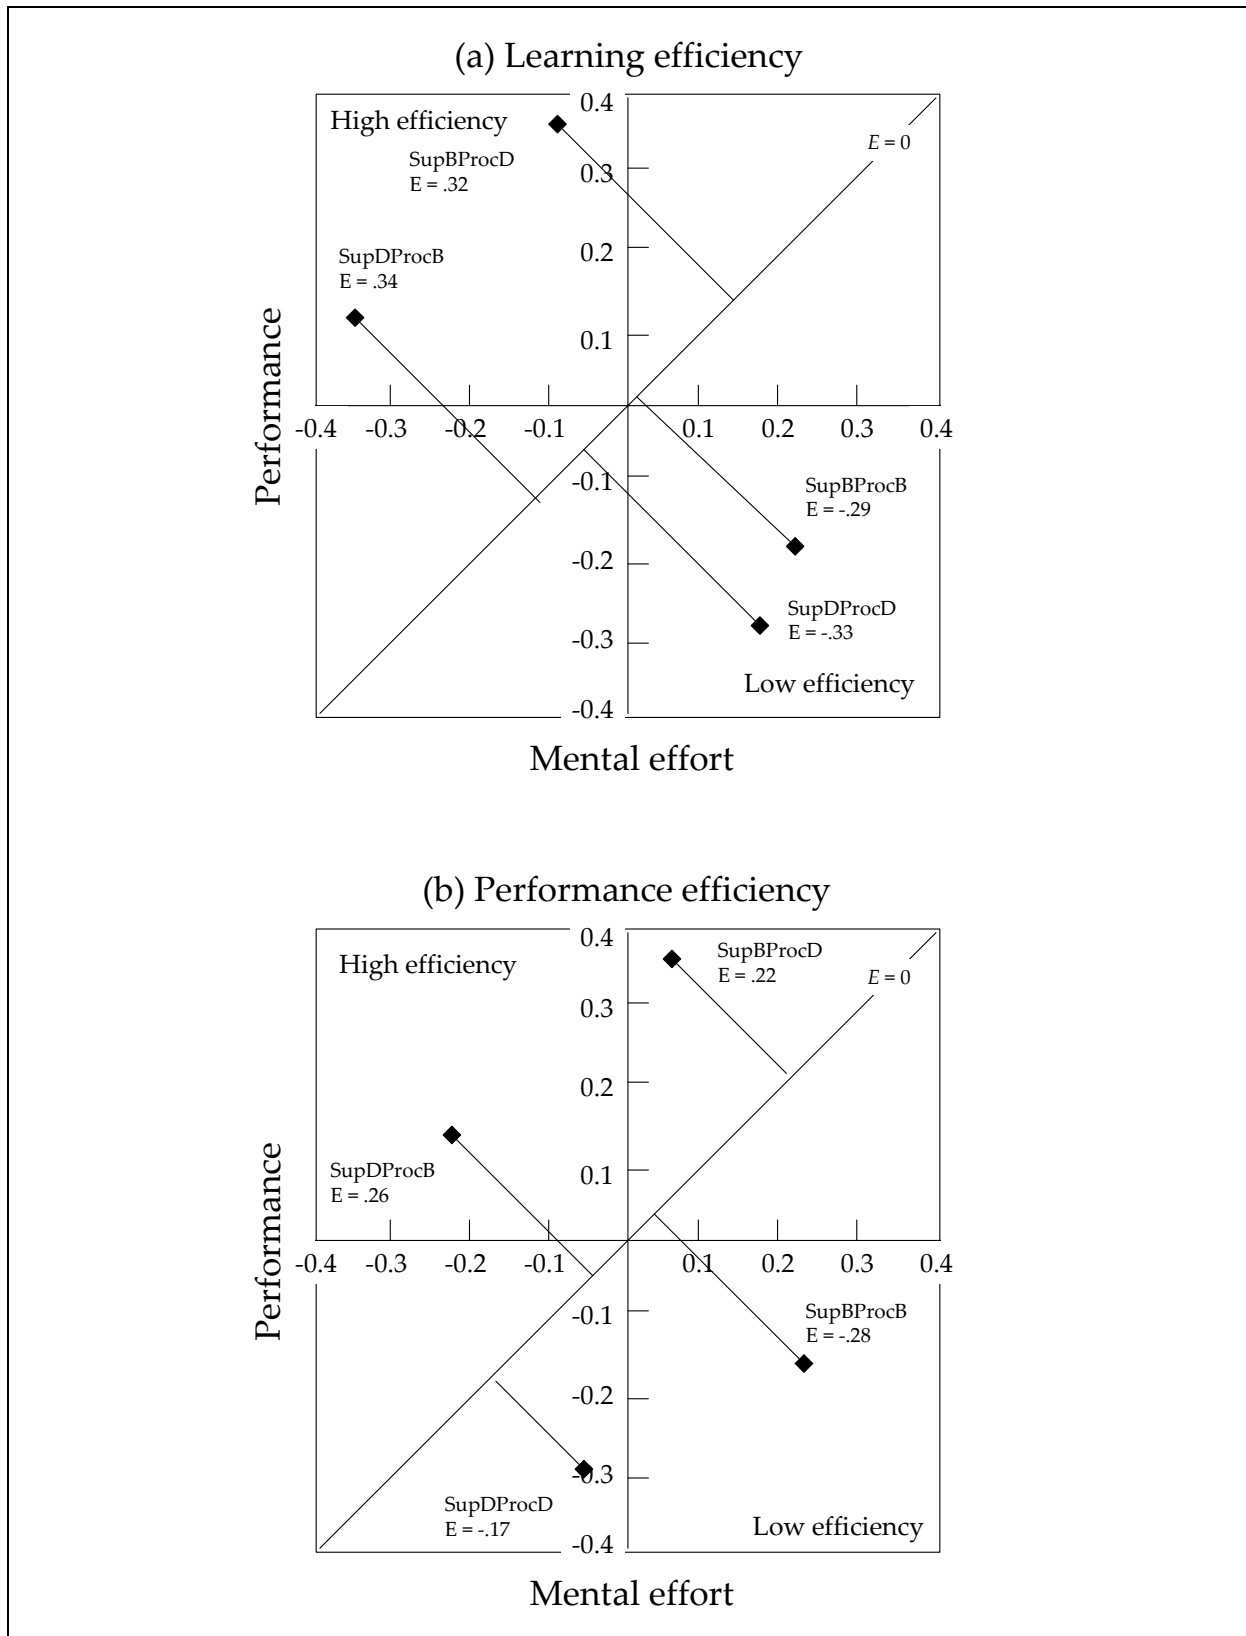 (a) Learning efficiency
High efficiency
0.4
E = 0
SupBProcD
E = .32
0.3
SupDProcB
E = .34
0.2
0.1
Performance
-0.4 -0.3 -0.2 -0.1 0.1 0.2 0.3 0.4
-0.1
SupBProcB
E = -.29
-0.2
SupDProcD
E = -.33
-0.3
Low efficiency
-0.4
Mental effort
(b) Performance efficiency
0.4
High efficiency
SupBProcD
E = .22
E = 0
0.3
0.2
SupDProcB
E = .26
0.1
Performance
-0.4 -0.3 -0.2 -0.1 0.1 0.2 0.3 0.4
-0.1
SupBProcB
E = -.28
-0.2
-0.3
SupDProcD
E = -.17
Low efficiency
-0.4
Mental effort